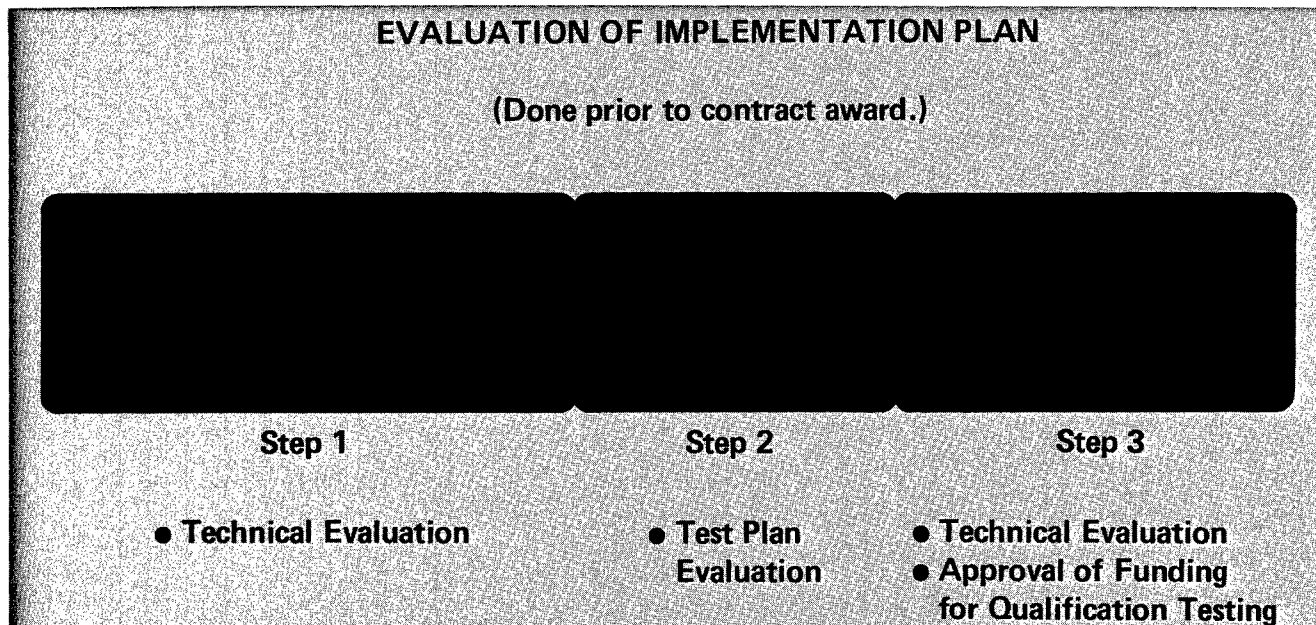 EVALUATION OF IMPLEMENTATION PLAN
(Done prior to contract award.)
Step 1
Step 2
Step 3
● Technical Evaluation
● Test Plan
Evaluation
● Technical Evaluation
● Approval of Funding
for Qualification Testing